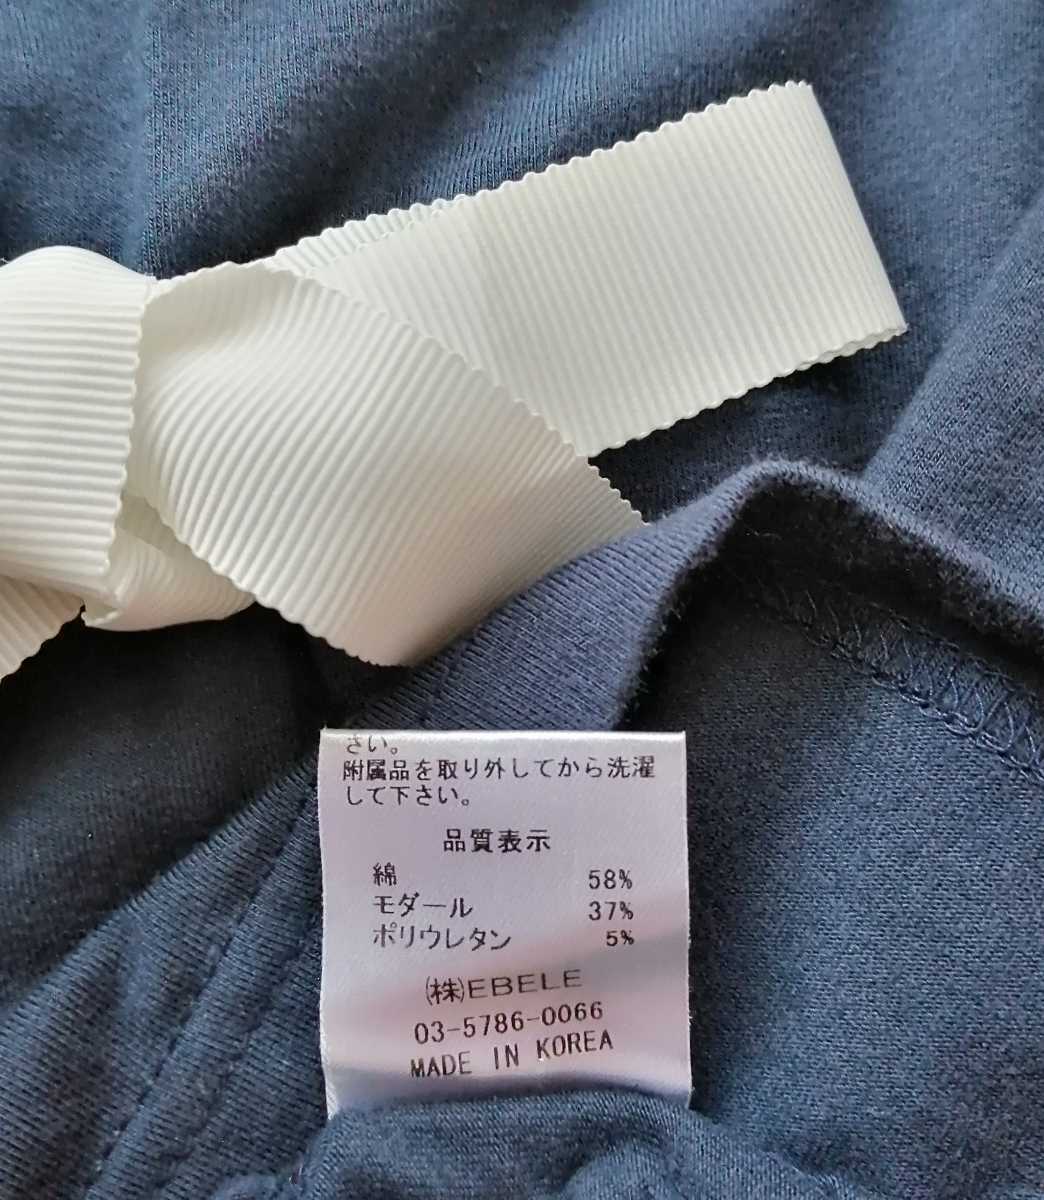 さい。
附属品を取り外してから洗濯
して下さい。
品質表示
綿 58%
モダール 37%
ポリウレタン 5%
㈱EBELE
03-5786-0066
MADE IN KOREA